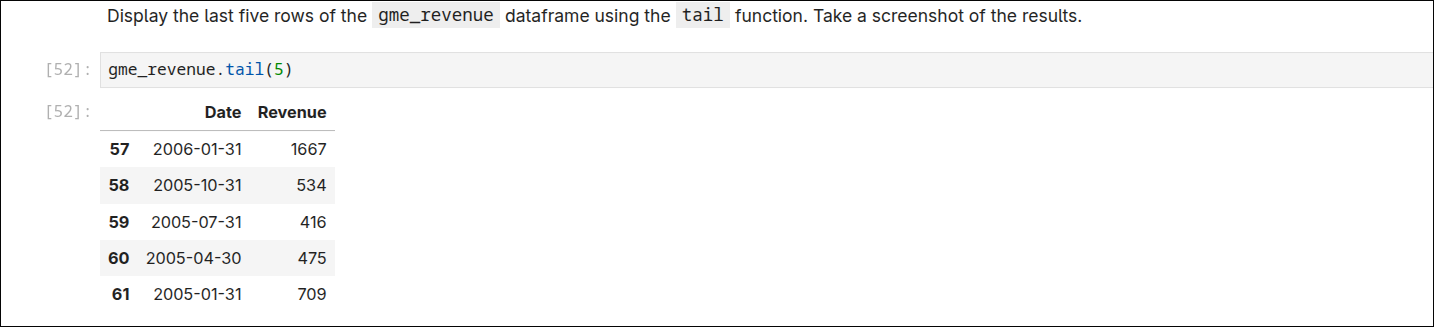 Display the last five rows of the gme_revenue dataframe using the tail function. Take a screenshot of the results.
[52]: gme_revenue.tail(5)
[52]: Date Revenue
57 2006-01-31 1667
58 2005-10-31 534
59 2005-07-31 416
60 2005-04-30 475
61 2005-01-31 709